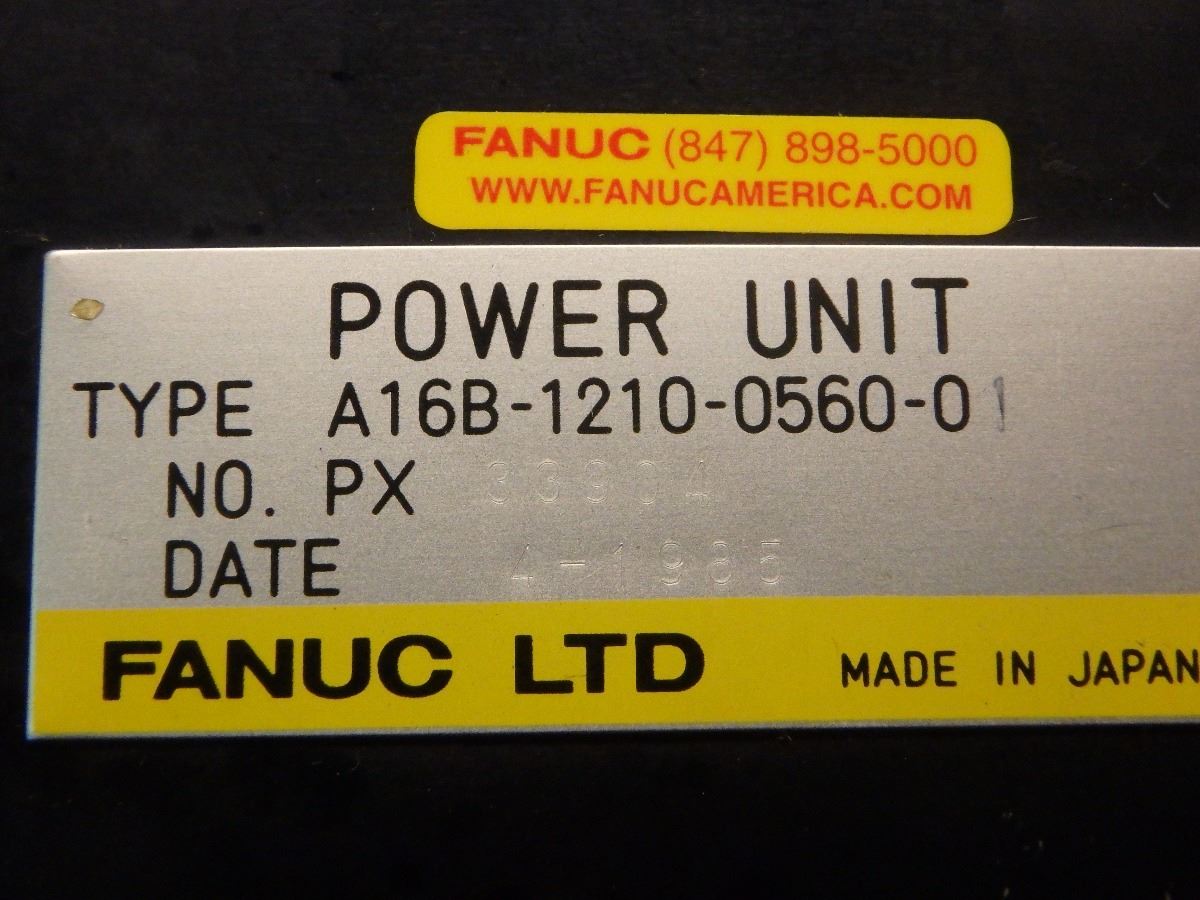 FANUC (847) 898-5000
WWW.FANUCAMERICA.COM
POWER UNIT
TYPE A16B-1210-0560-01
NO. PX
DATE 4-1985
FANUC LTD MADE IN JAPAN